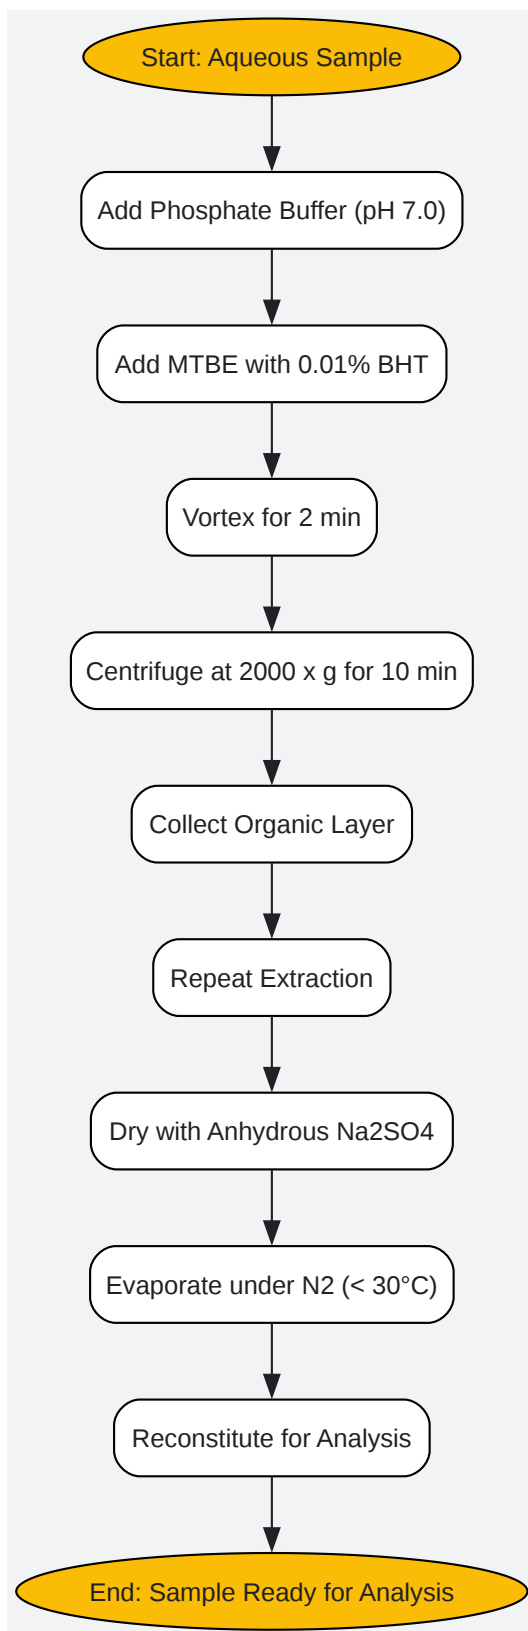 Start: Aqueous Sample
Add Phosphate Buffer (pH 7.0)
Add MTBE with 0.01% BHT
Vortex for 2 min
Centrifuge at 2000 x g for 10 min
Collect Organic Layer
Repeat Extraction
Dry with Anhydrous Na2SO4
Evaporate under N2 (< 30°C)
Reconstitute for Analysis
End: Sample Ready for Analysis